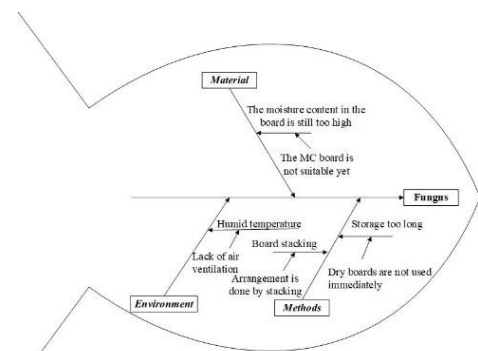 Material
The moisture content in the
board is still too high
The MC board is
not suitable yet
Fungus
Humid temperature
Storage too long
Board stacking
Lack of air
ventilation
Arrangement is
done by stacking
Dry boards are not used
immediately
Environment
Methods